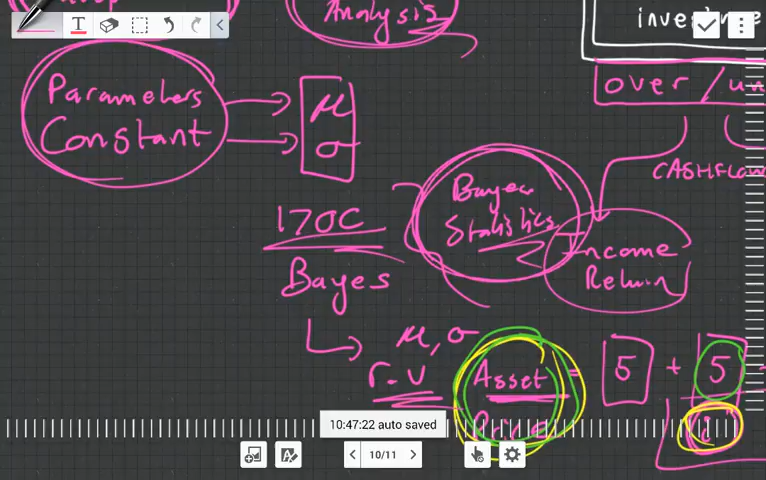 Analysis
T
over / un
Parameters
Constant
μ
σ
CASHFLOW
Bayes
Statistics
170C
Bayes
Income
Return
μ, σ
r.v
Asset
= 5 + 5
i
10:47:22 auto saved
10/11